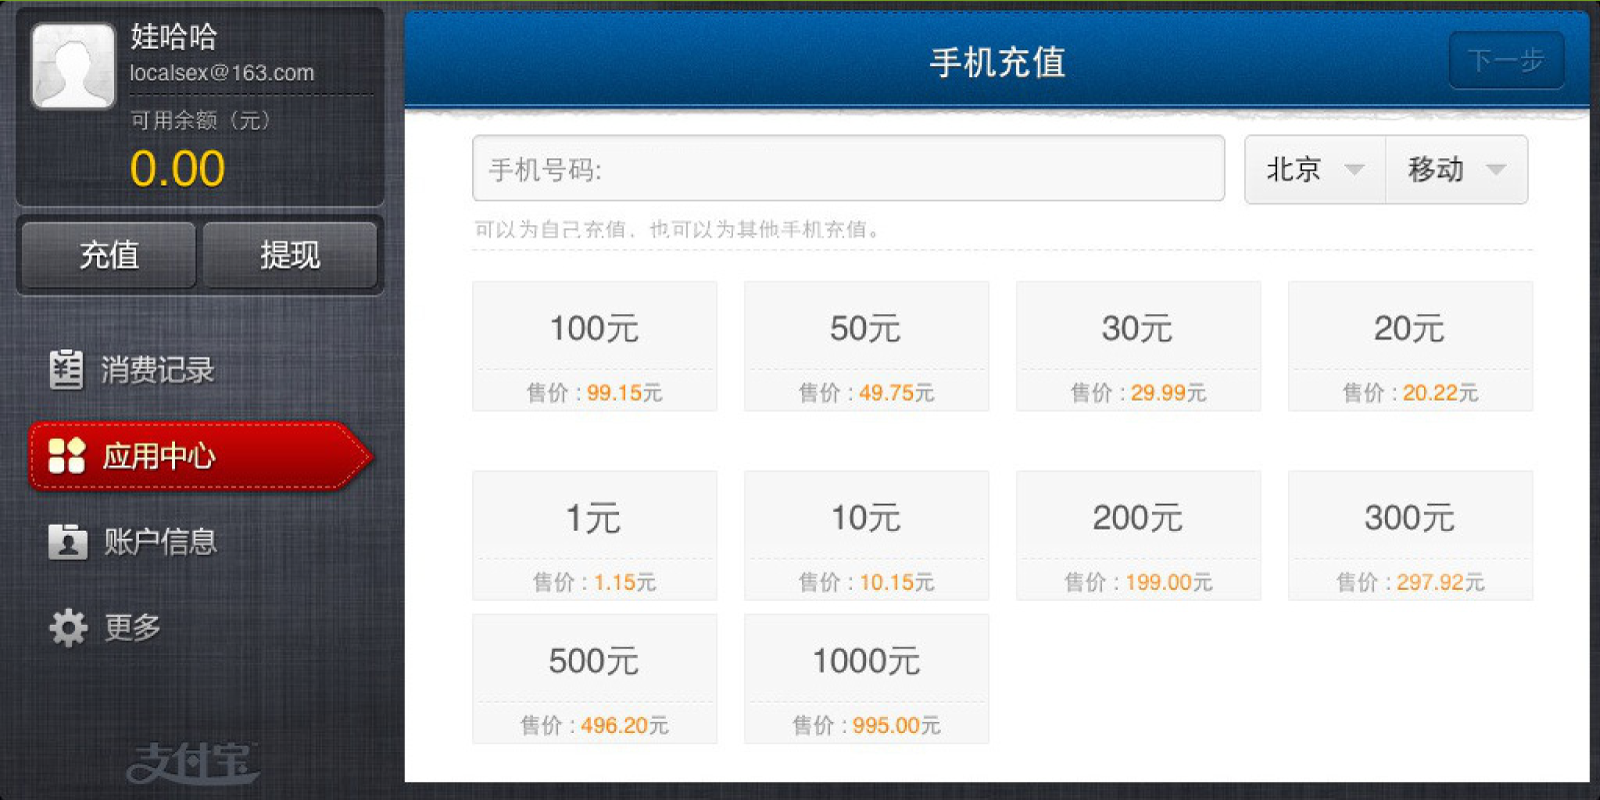 娃哈哈
localsex@163.com
可用余额（元）
0.00
充值
提现
消费记录
应用中心
账户信息
更多
支付宝
手机充值
下一步
手机号码:
北京
移动
可以为自己充值，也可以为其他手机充值。
100元
售价 : 99.15元
50元
售价 : 49.75元
30元
售价 : 29.99元
20元
售价 : 20.22元
1元
售价 : 1.15元
10元
售价 : 10.15元
200元
售价 : 199.00元
300元
售价 : 297.92元
500元
售价 : 496.20元
1000元
售价 : 995.00元